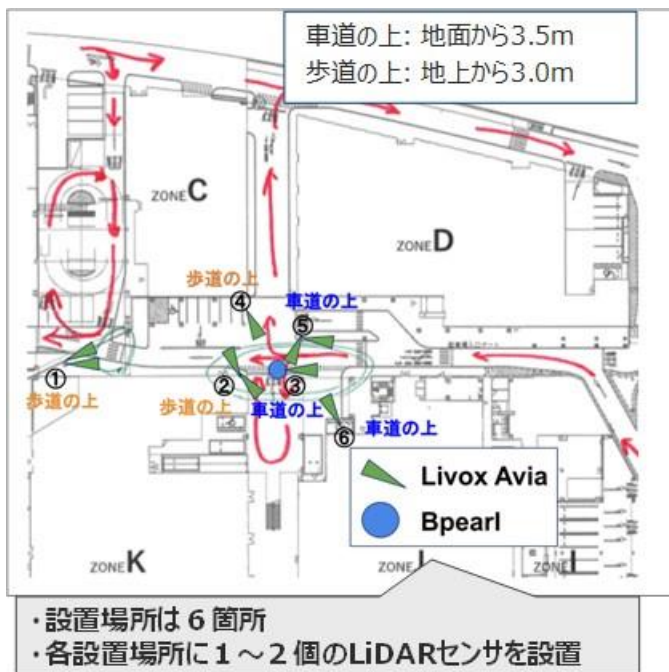 車道の上: 地面から3.5m
歩道の上: 地上から3.0m
ZONE C
ZONE D
歩道の上
④
車道の上
⑤
①
歩道の上
②
歩道の上
③
車道の上
⑥
車道の上
Livox Avia
Bpearl
ZONE K
・設置場所は6箇所
・各設置場所に1~2個のLiDARセンサを設置